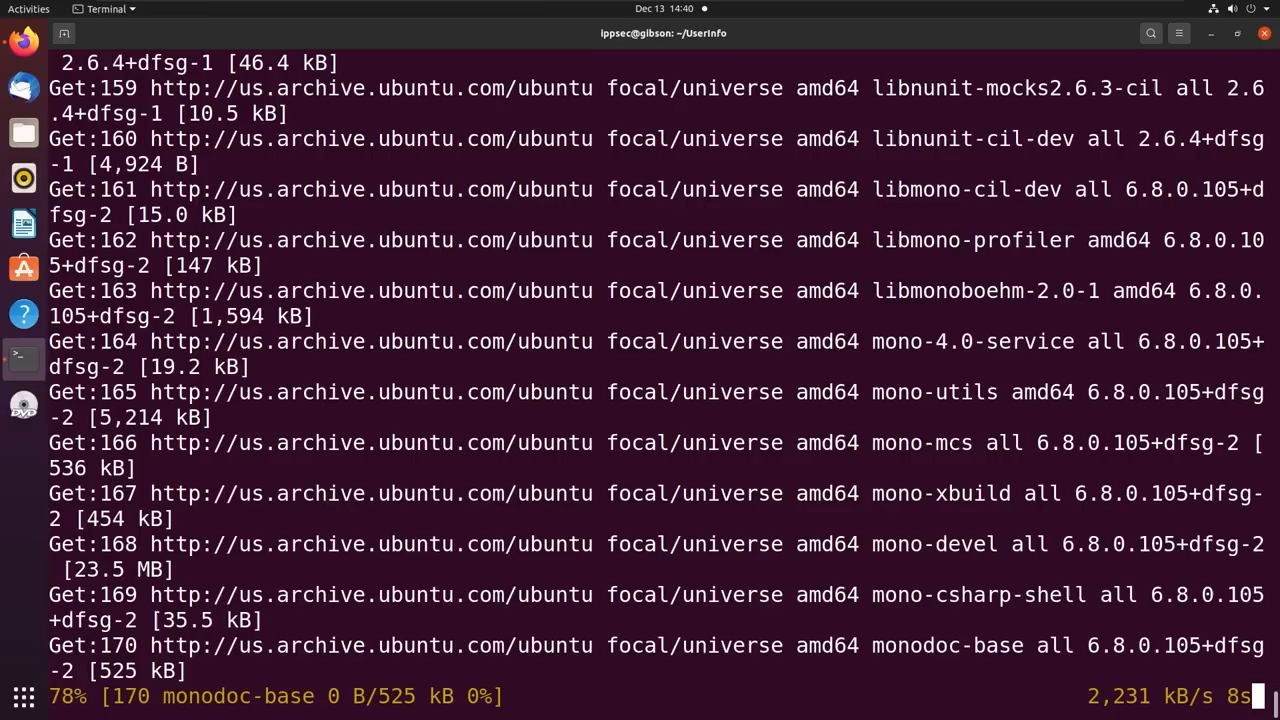 Activities
Terminal
Dec 13 14:40
ippsec@gibson: ~/UserInfo
2.6.4+dfsg-1 [46.4 kB]
Get:159 http://us.archive.ubuntu.com/ubuntu focal/universe amd64 libnunit-mocks2.6.3-cil all 2.6
.4+dfsg-1 [10.5 kB]
Get:160 http://us.archive.ubuntu.com/ubuntu focal/universe amd64 libnunit-cil-dev all 2.6.4+dfsg
-1 [4,924 B]
Get:161 http://us.archive.ubuntu.com/ubuntu focal/universe amd64 libmono-cil-dev all 6.8.0.105+d
fsg-2 [15.0 kB]
Get:162 http://us.archive.ubuntu.com/ubuntu focal/universe amd64 libmono-profiler amd64 6.8.0.10
5+dfsg-2 [147 kB]
Get:163 http://us.archive.ubuntu.com/ubuntu focal/universe amd64 libmonoboehm-2.0-1 amd64 6.8.0.
105+dfsg-2 [1,594 kB]
Get:164 http://us.archive.ubuntu.com/ubuntu focal/universe amd64 mono-4.0-service all 6.8.0.105+
dfsg-2 [19.2 kB]
Get:165 http://us.archive.ubuntu.com/ubuntu focal/universe amd64 mono-utils amd64 6.8.0.105+dfsg
-2 [5,214 kB]
Get:166 http://us.archive.ubuntu.com/ubuntu focal/universe amd64 mono-mcs all 6.8.0.105+dfsg-2 [
536 kB]
Get:167 http://us.archive.ubuntu.com/ubuntu focal/universe amd64 mono-xbuild all 6.8.0.105+dfsg-
2 [454 kB]
Get:168 http://us.archive.ubuntu.com/ubuntu focal/universe amd64 mono-devel all 6.8.0.105+dfsg-2
[23.5 MB]
Get:169 http://us.archive.ubuntu.com/ubuntu focal/universe amd64 mono-csharp-shell all 6.8.0.105
+dfsg-2 [35.5 kB]
Get:170 http://us.archive.ubuntu.com/ubuntu focal/universe amd64 monodoc-base all 6.8.0.105+dfsg
-2 [525 kB]
78% [170 monodoc-base 0 B/525 kB 0%] 2,231 kB/s 8s
DVD